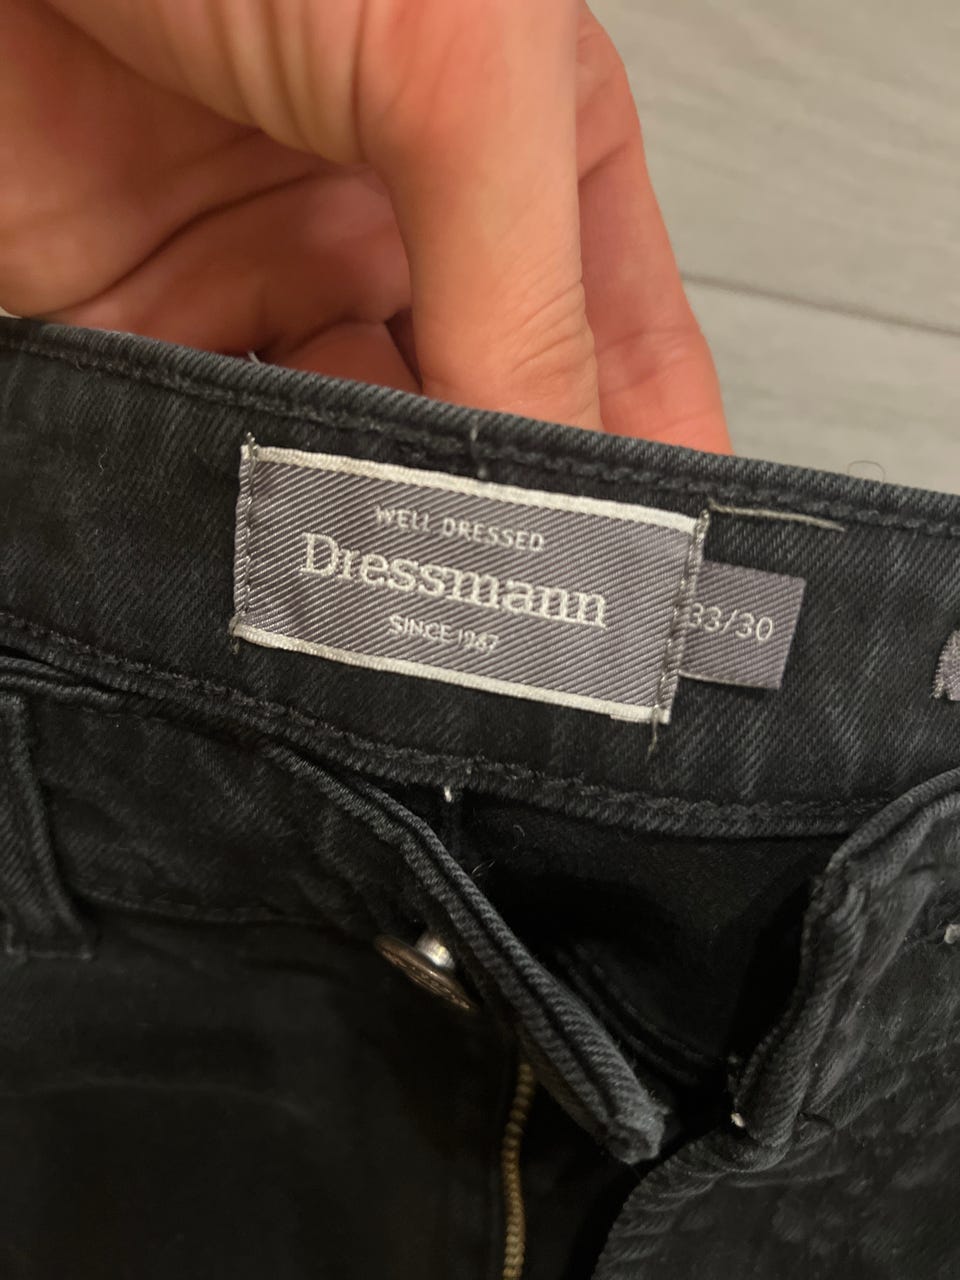 WELL DRESSED
Dressmann
SINCE 1967
33/30